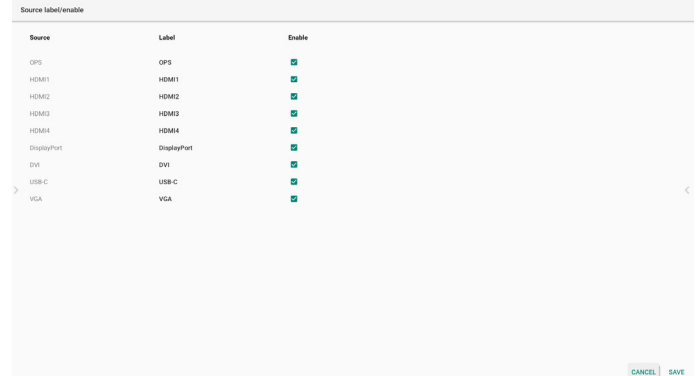 Source label/enable
Source Label Enable
OPS OPS
HDMI1 HDMI1
HDMI2 HDMI2
HDMI3 HDMI3
HDMI4 HDMI4
DisplayPort DisplayPort
DVI DVI
USB-C USB-C
VGA VGA
CANCEL SAVE